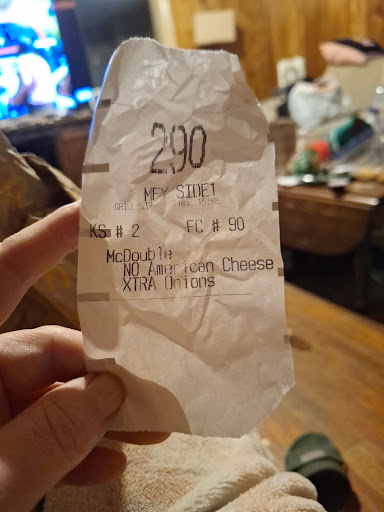 290
MFY SIDE1
KS # 2 FC # 90
McDouble
NO American Cheese
XTRA Onions